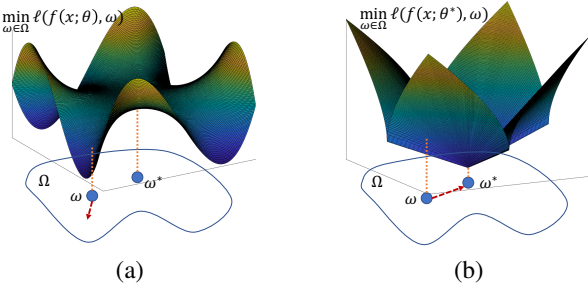 min ℓ(f(x; θ), ω)
ω∈Ω
Ω
ω
ω*
(a)
min ℓ(f(x; θ*), ω)
ω∈Ω
Ω
ω
ω*
(b)